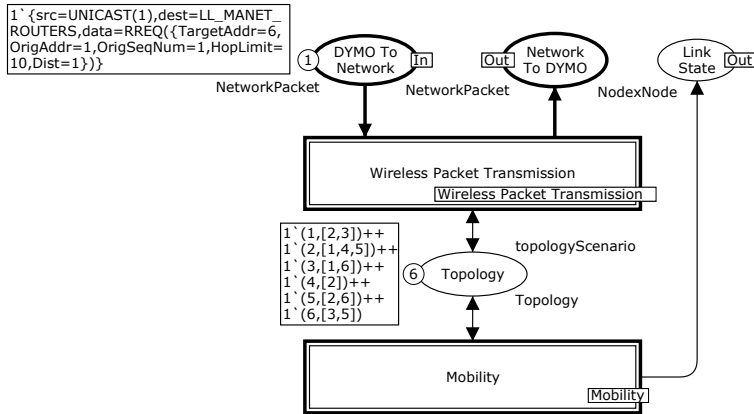 1`{src=UNICAST(1),dest=LL_MANET_
ROUTERS,data=RREQ({TargetAddr=6,
OrigAddr=1,OrigSeqNum=1,HopLimit=
10,Dist=1})}
1
DYMO To
Network
In
NetworkPacket
Out
Network
To DYMO
NetworkPacket
Link
State
Out
NodexNode
Wireless Packet Transmission
Wireless Packet Transmission
1`(1,[2,3])++
1`(2,[1,4,5])++
1`(3,[1,6])++
1`(4,[2])++
1`(5,[2,6])++
1`(6,[3,5])
6
Topology
topologyScenario
Topology
Mobility
Mobility